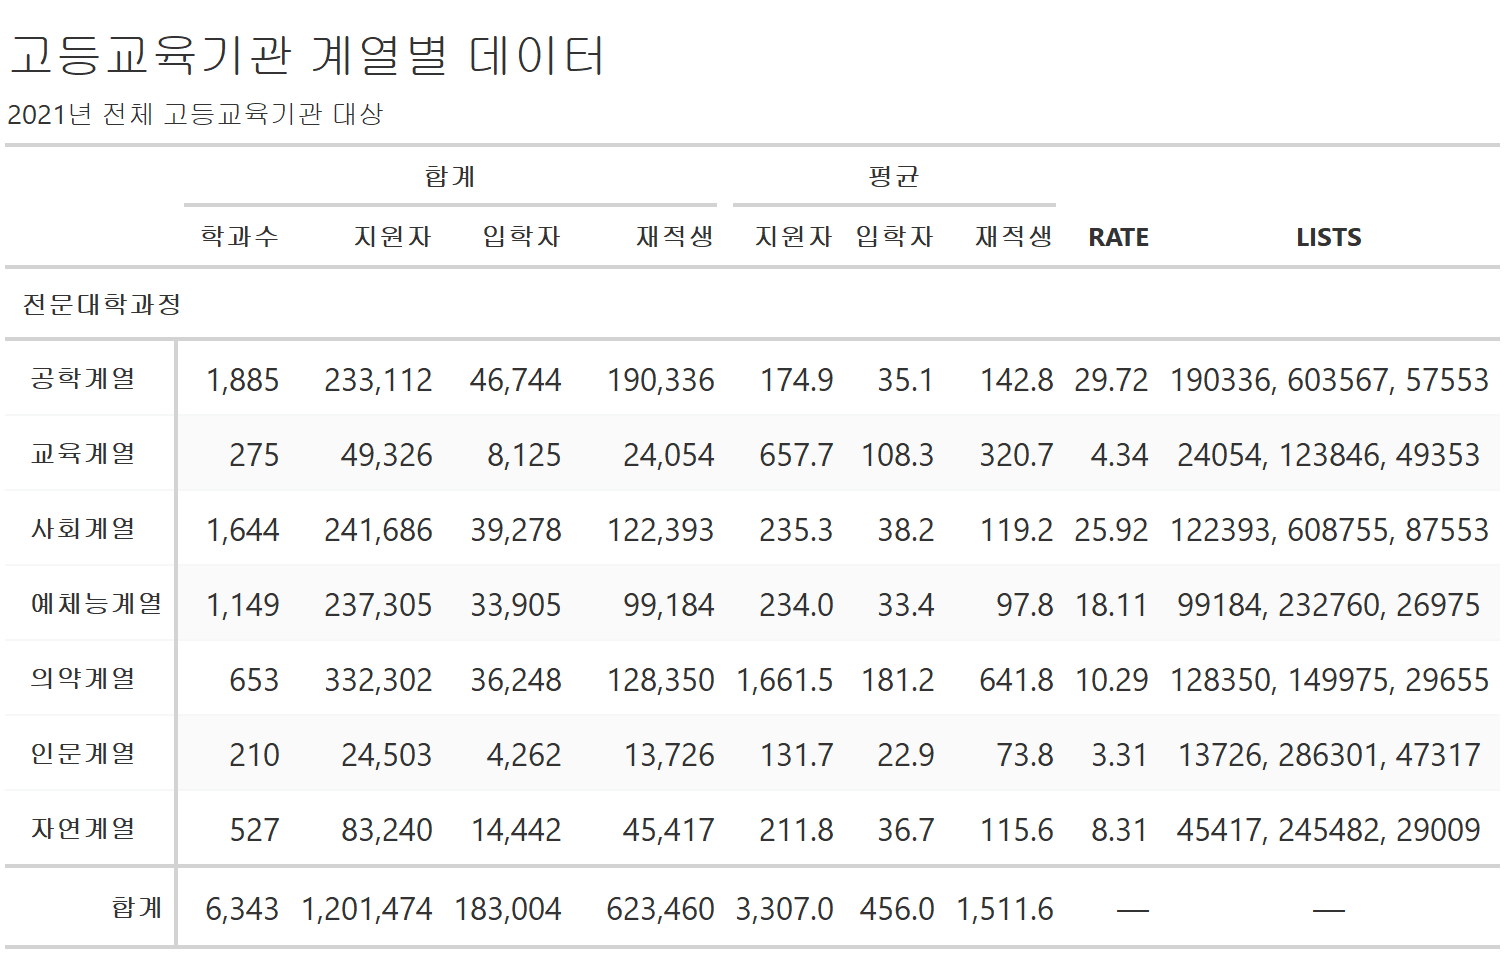 고등교육기관 계열별 데이터
2021년 전체 고등교육기관 대상
합계 평균
학과수 지원자 입학자 재적생 지원자 입학자 재적생 RATE LISTS
전문대학과정
공학계열 1,885 233,112 46,744 190,336 174.9 35.1 142.8 29.72 190336, 603567, 57553
교육계열 275 49,326 8,125 24,054 657.7 108.3 320.7 4.34 24054, 123846, 49353
사회계열 1,644 241,686 39,278 122,393 235.3 38.2 119.2 25.92 122393, 608755, 87553
예체능계열 1,149 237,305 33,905 99,184 234.0 33.4 97.8 18.11 99184, 232760, 26975
의약계열 653 332,302 36,248 128,350 1,661.5 181.2 641.8 10.29 128350, 149975, 29655
인문계열 210 24,503 4,262 13,726 131.7 22.9 73.8 3.31 13726, 286301, 47317
자연계열 527 83,240 14,442 45,417 211.8 36.7 115.6 8.31 45417, 245482, 29009
합계 6,343 1,201,474 183,004 623,460 3,307.0 456.0 1,511.6 — —